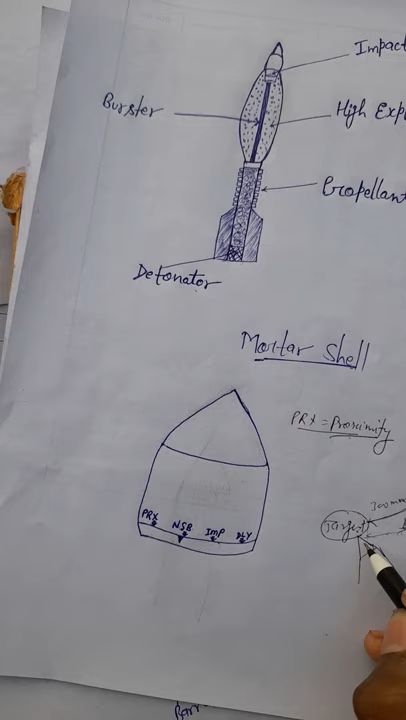 Impact
Burster
High Exp
Propellant
Detonator
Mortar Shell
PRX = Proximity
PRX NSB IMP DLY
Target